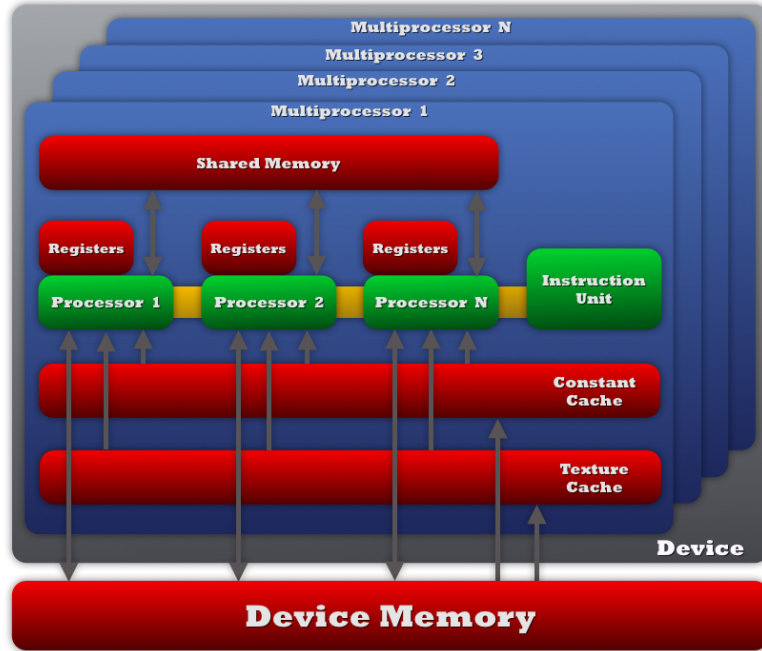 Multiprocessor N
Multiprocessor 3
Multiprocessor 2
Multiprocessor 1
Shared Memory
Registers
Registers
Registers
Processor 1
Processor 2
Processor N
Instruction
Unit
Constant
Cache
Texture
Cache
Device
Device Memory